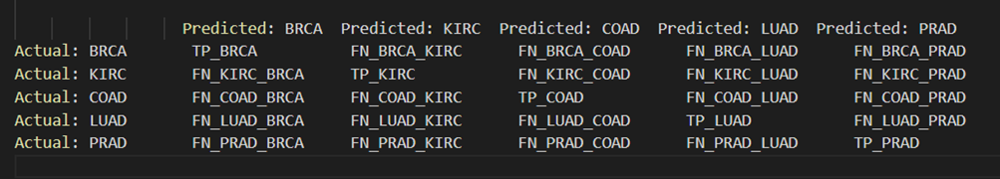 Predicted: BRCA Predicted: KIRC Predicted: COAD Predicted: LUAD Predicted: PRAD
Actual: BRCA TP_BRCA FN_BRCA_KIRC FN_BRCA_COAD FN_BRCA_LUAD FN_BRCA_PRAD
Actual: KIRC FN_KIRC_BRCA TP_KIRC FN_KIRC_COAD FN_KIRC_LUAD FN_KIRC_PRAD
Actual: COAD FN_COAD_BRCA FN_COAD_KIRC TP_COAD FN_COAD_LUAD FN_COAD_PRAD
Actual: LUAD FN_LUAD_BRCA FN_LUAD_KIRC FN_LUAD_COAD TP_LUAD FN_LUAD_PRAD
Actual: PRAD FN_PRAD_BRCA FN_PRAD_KIRC FN_PRAD_COAD FN_PRAD_LUAD TP_PRAD